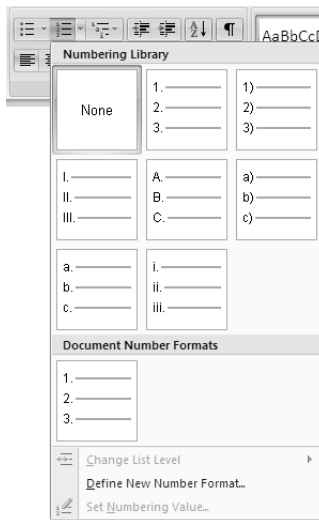 AaBbCcD
Numbering Library
None
1.
2.
3.
1)
2)
3)
I.
II.
III.
A.
B.
C.
a)
b)
c)
a.
b.
c.
i.
ii.
iii.
Document Number Formats
1.
2.
3.
Change List Level
Define New Number Format...
Set Numbering Value...